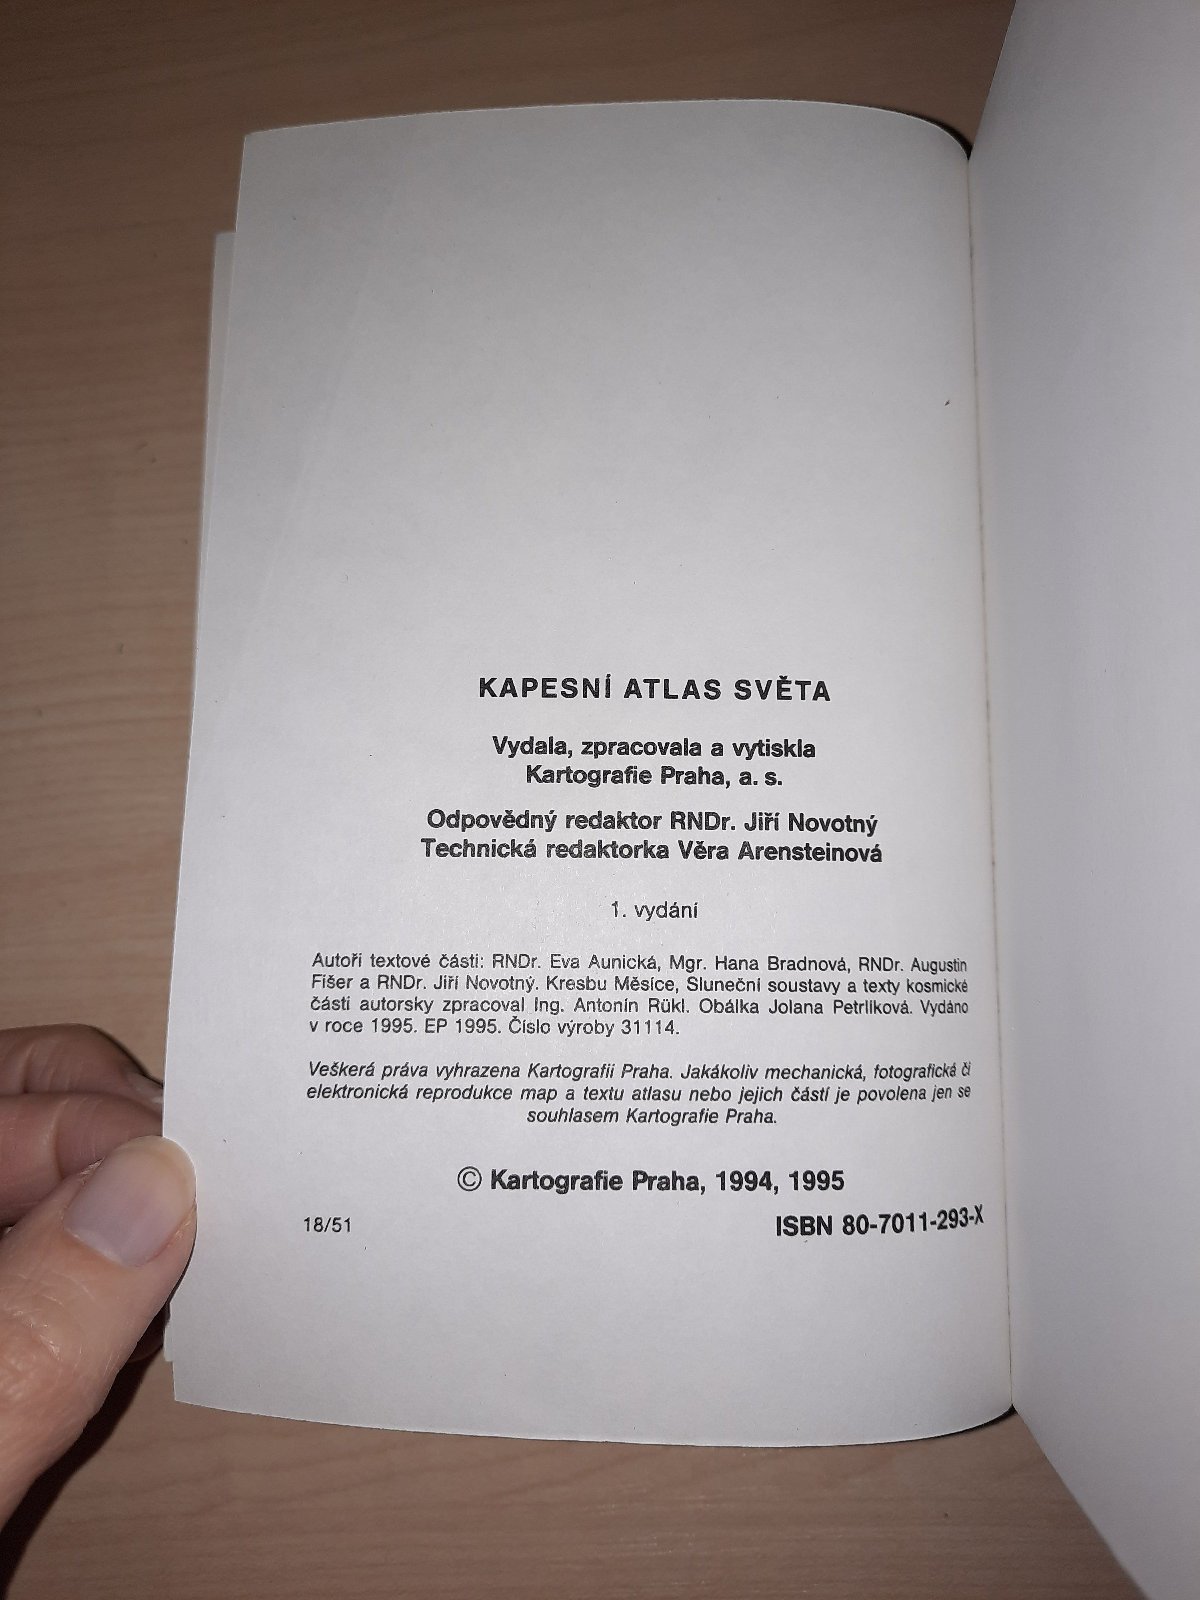 KAPESNÍ ATLAS SVĚTA
Vydala, zpracovala a vytiskla
Kartografie Praha, a. s.
Odpovědný redaktor RNDr. Jiří Novotný
Technická redaktorka Věra Arensteinová
1. vydání
Autoři textové části: RNDr. Eva Aunická, Mgr. Hana Bradnová, RNDr. Augustin
Fišer a RNDr. Jiří Novotný. Kresbu Měsíce, Sluneční soustavy a texty kosmické
části autorsky zpracoval Ing. Antonín Rükl. Obálka Jolana Petrlíková. Vydáno
v roce 1995. EP 1995. Číslo výroby 31114.
Veškerá práva vyhrazena Kartografii Praha. Jakákoliv mechanická, fotografická či
elektronická reprodukce map a textu atlasu nebo jejich částí je povolena jen se
souhlasem Kartografie Praha.
© Kartografie Praha, 1994, 1995
18/51
ISBN 80-7011-293-X